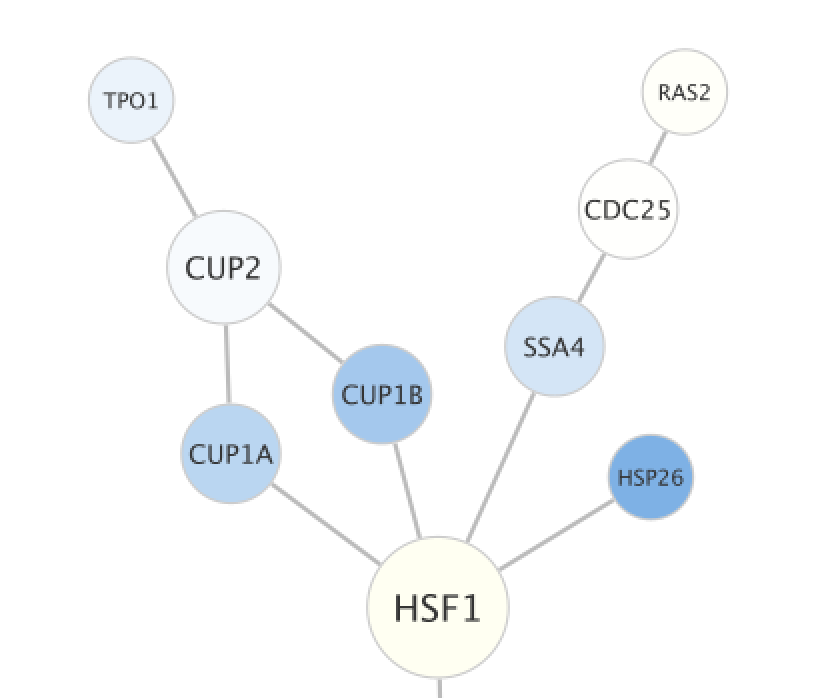 RAS2
TPO1
CDC25
CUP2
SSA4
CUP1B
CUP1A
HSP26
HSF1